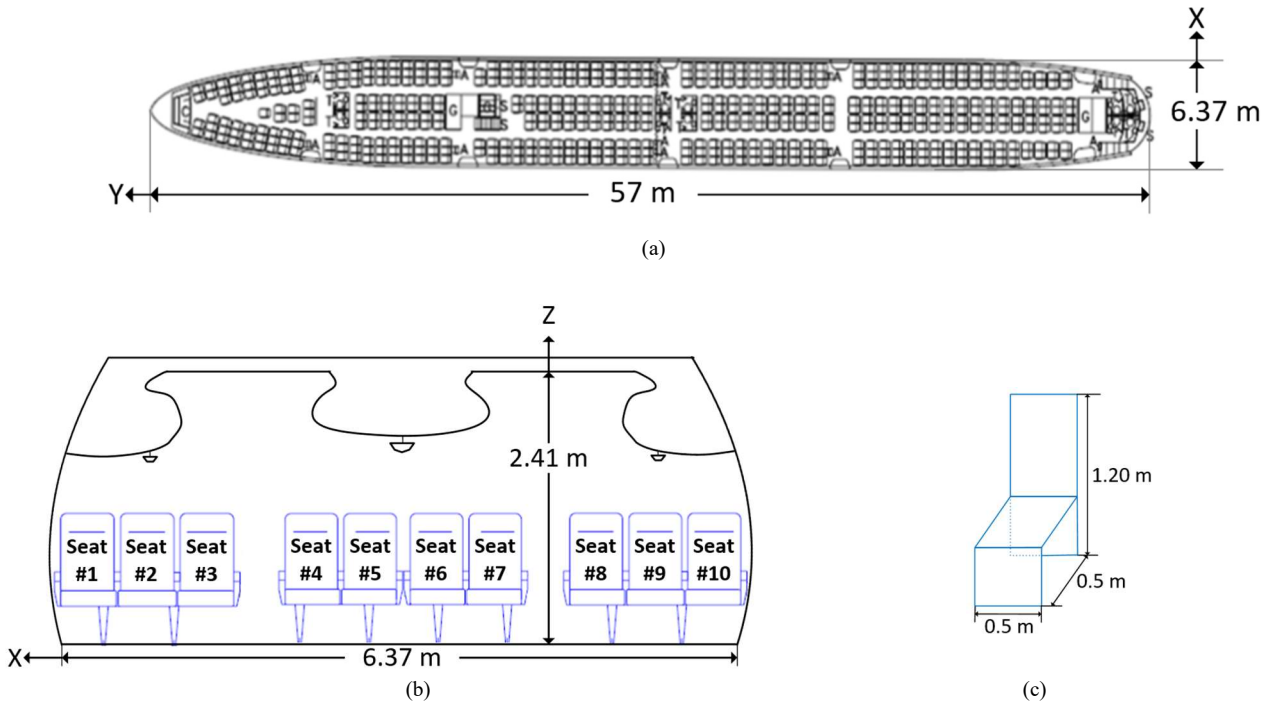 X
6.37 m
Y
57 m
A A A A A
T G S S
T
G
S
S
A
A A A A
(a)
Z
2.41 m
Seat #1
Seat #2
Seat #3
Seat #4
Seat #5
Seat #6
Seat #7
Seat #8
Seat #9
Seat #10
X
6.37 m
(b)
1.20 m
0.5 m
0.5 m
(c)